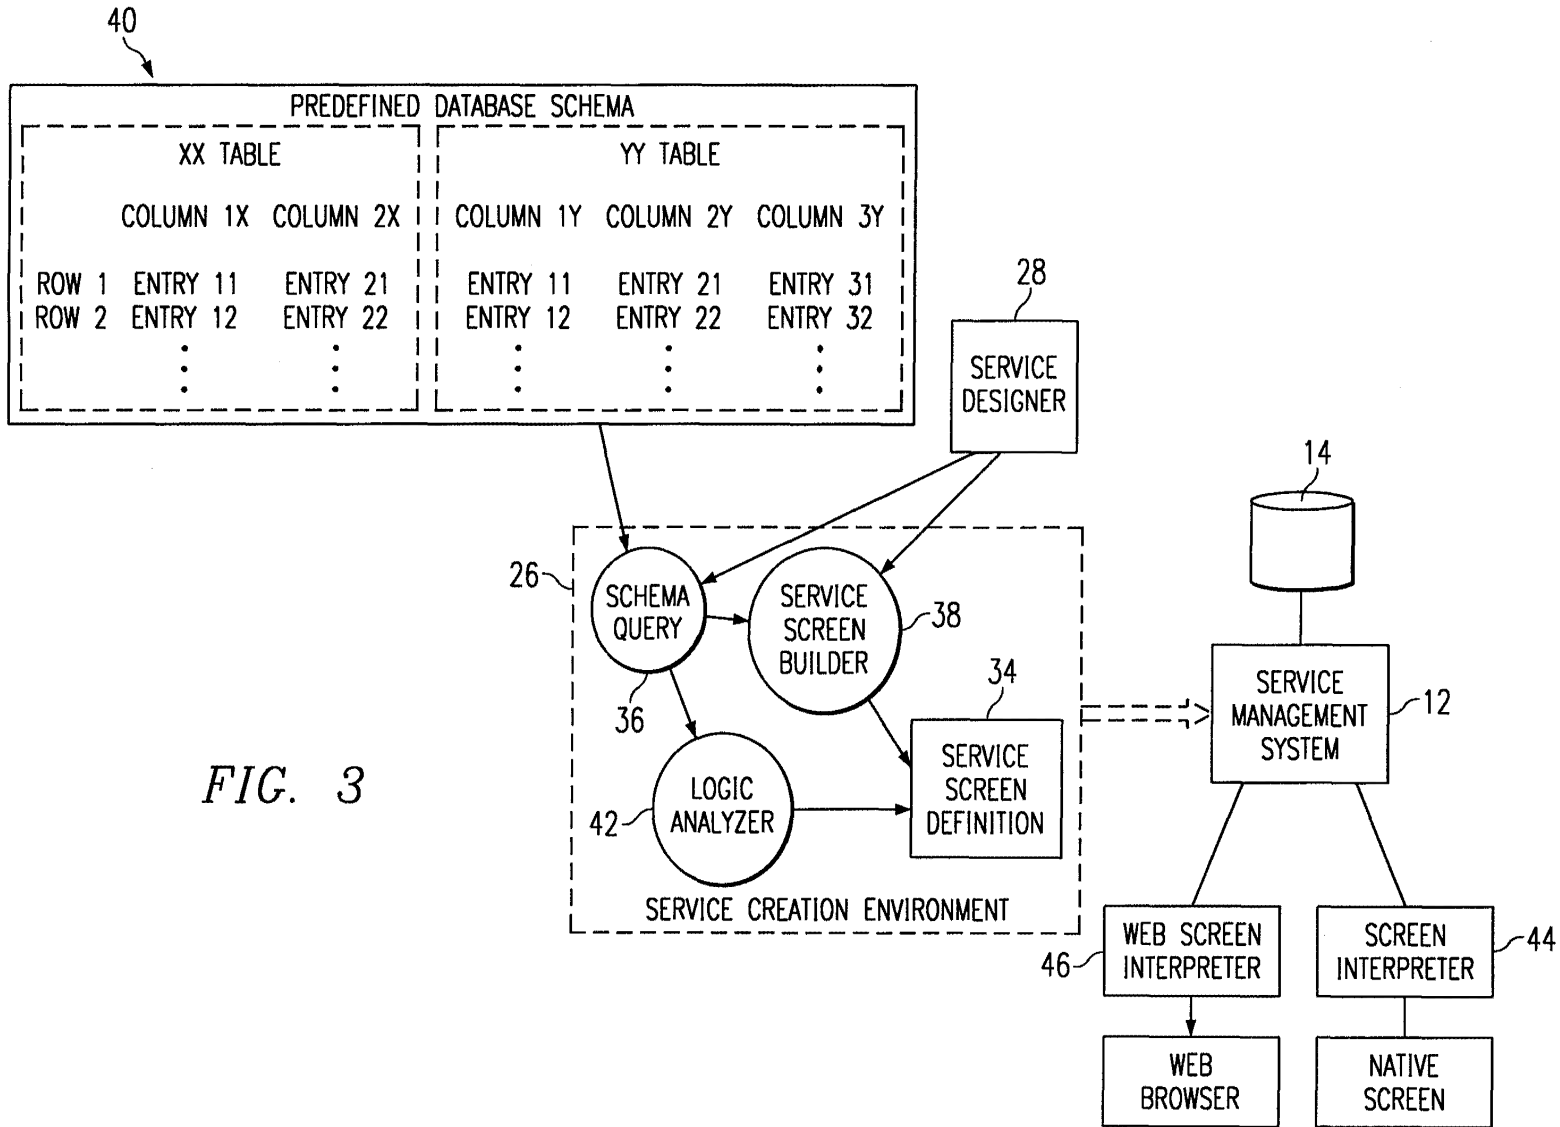 40
PREDEFINED DATABASE SCHEMA
XX TABLE
COLUMN 1X COLUMN 2X
ROW 1 ENTRY 11 ENTRY 21
ROW 2 ENTRY 12 ENTRY 22
YY TABLE
COLUMN 1Y COLUMN 2Y COLUMN 3Y
ENTRY 11 ENTRY 21 ENTRY 31
ENTRY 12 ENTRY 22 ENTRY 32
28
SERVICE
DESIGNER
14
26
SCHEMA
QUERY
36
SERVICE
SCREEN
BUILDER
38
34
SERVICE
SCREEN
DEFINITION
LOGIC
ANALYZER
42
SERVICE CREATION ENVIRONMENT
SERVICE
MANAGEMENT
SYSTEM
12
FIG. 3
WEB SCREEN
INTERPRETER
46
SCREEN
INTERPRETER
44
WEB
BROWSER
NATIVE
SCREEN